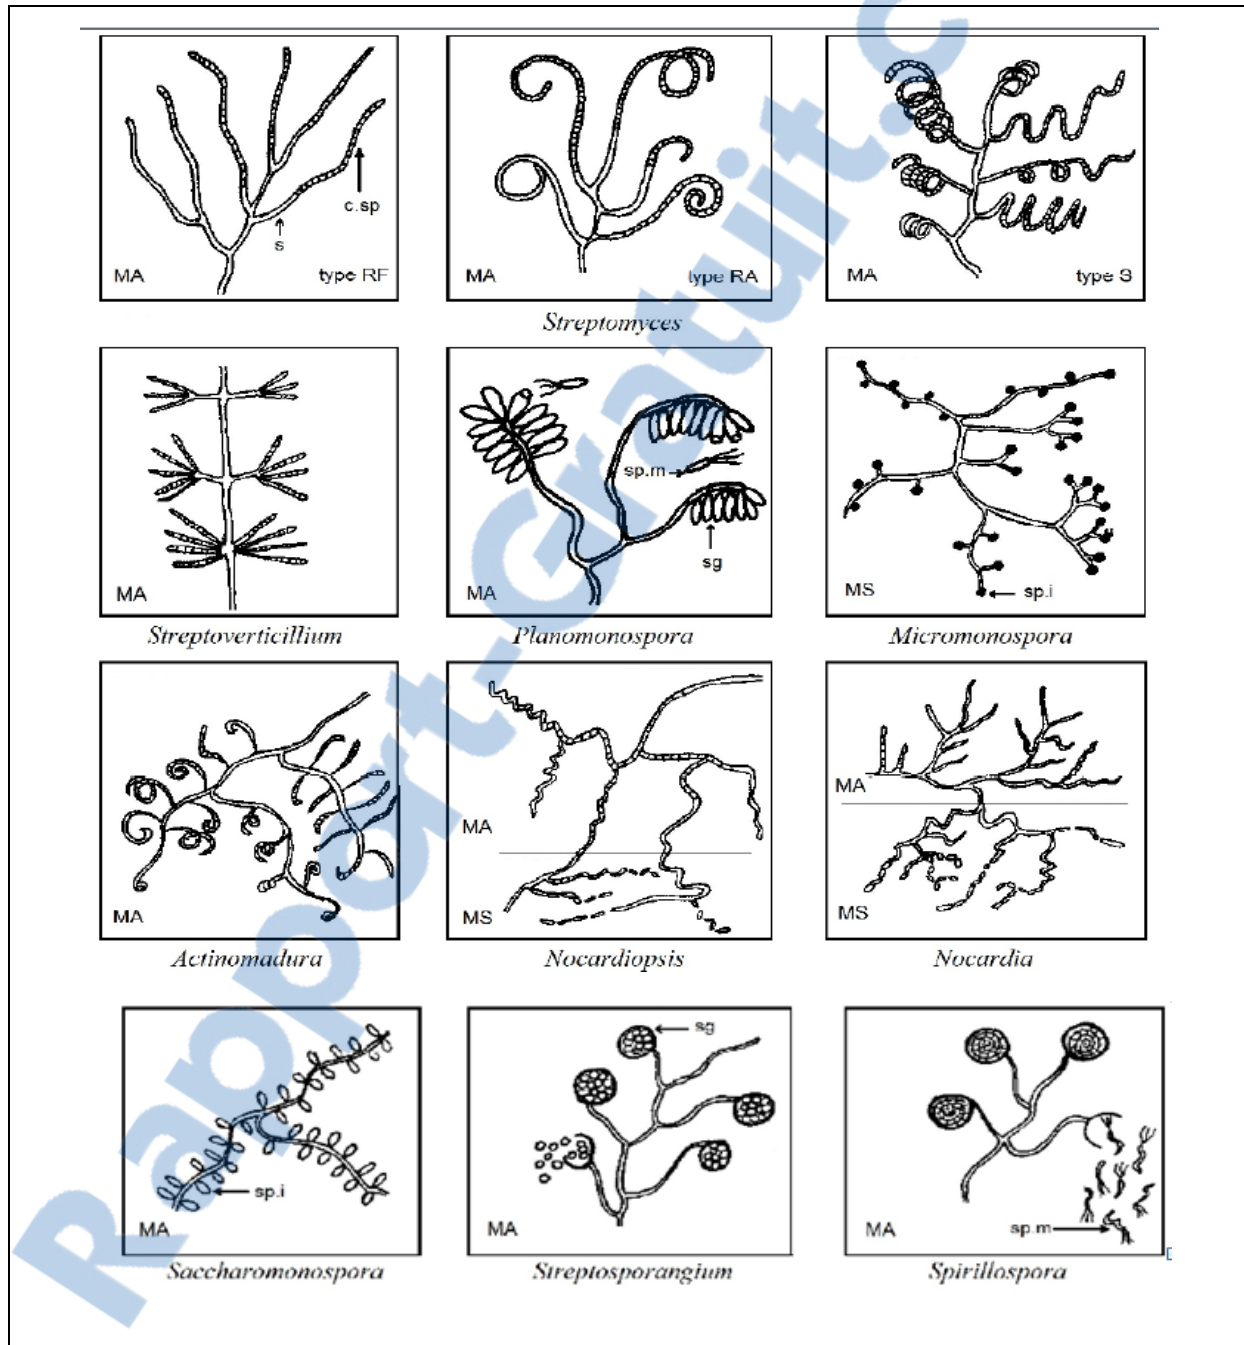 c.sp
s
MA type RF
MA type RA
MA type S
Streptomyces
MA
sp.m
sg
MA
MS
sp.i
Streptoverticillium
Planomonospora
Micromonospora
MA
MA
MS
MA
MS
Actinomadura
Nocardiopsis
Nocardia
sp.i
MA
sg
MA
sp.m
MA
Saccharomonospora
Streptosporangium
Spirillospora
Rapport-Gratuit.c